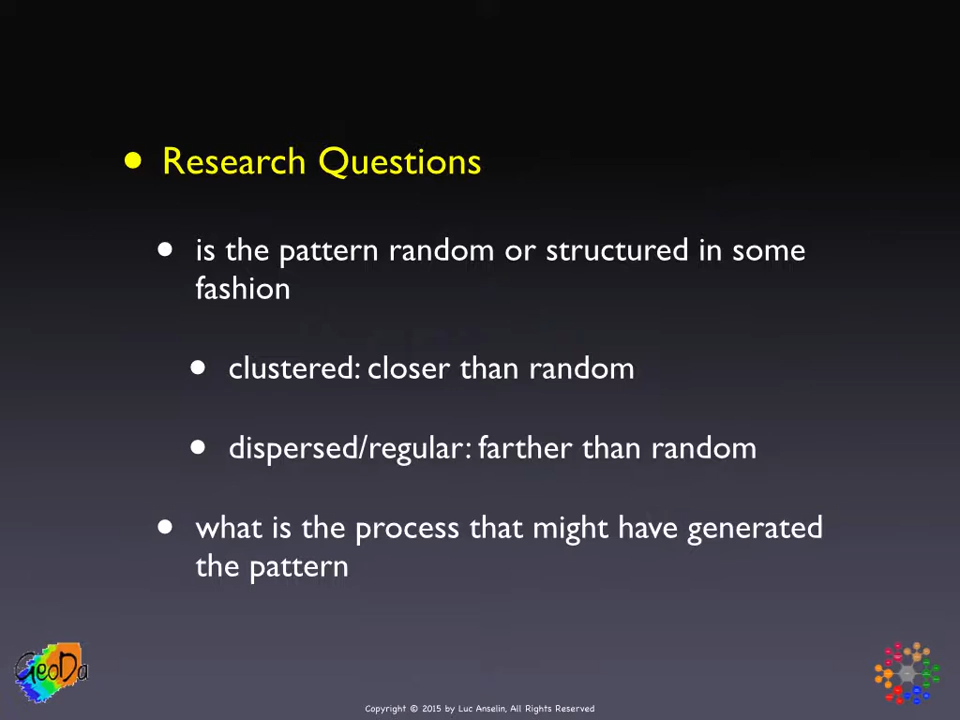 • Research Questions
• is the pattern random or structured in some
fashion
• clustered: closer than random
• dispersed/regular: farther than random
• what is the process that might have generated
the pattern
GeoDa
Copyright © 2015 by Luc Anselin, All Rights Reserved